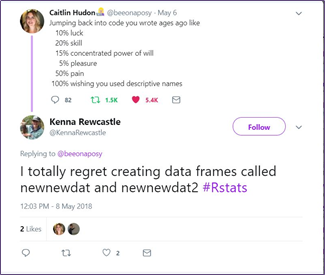 Caitlin Hudon @beeonaposy · May 6
Jumping back into code you wrote ages ago like
10% luck
20% skill
15% concentrated power of will
5% pleasure
50% pain
100% wishing you used descriptive names
82 1.5K 5.4K
Kenna Rewcastle
@KennaRewcastle
Follow
Replying to @beeonaposy
I totally regret creating data frames called
newnewdat and newnewdat2 #Rstats
12:03 PM - 8 May 2018
2 Likes
2